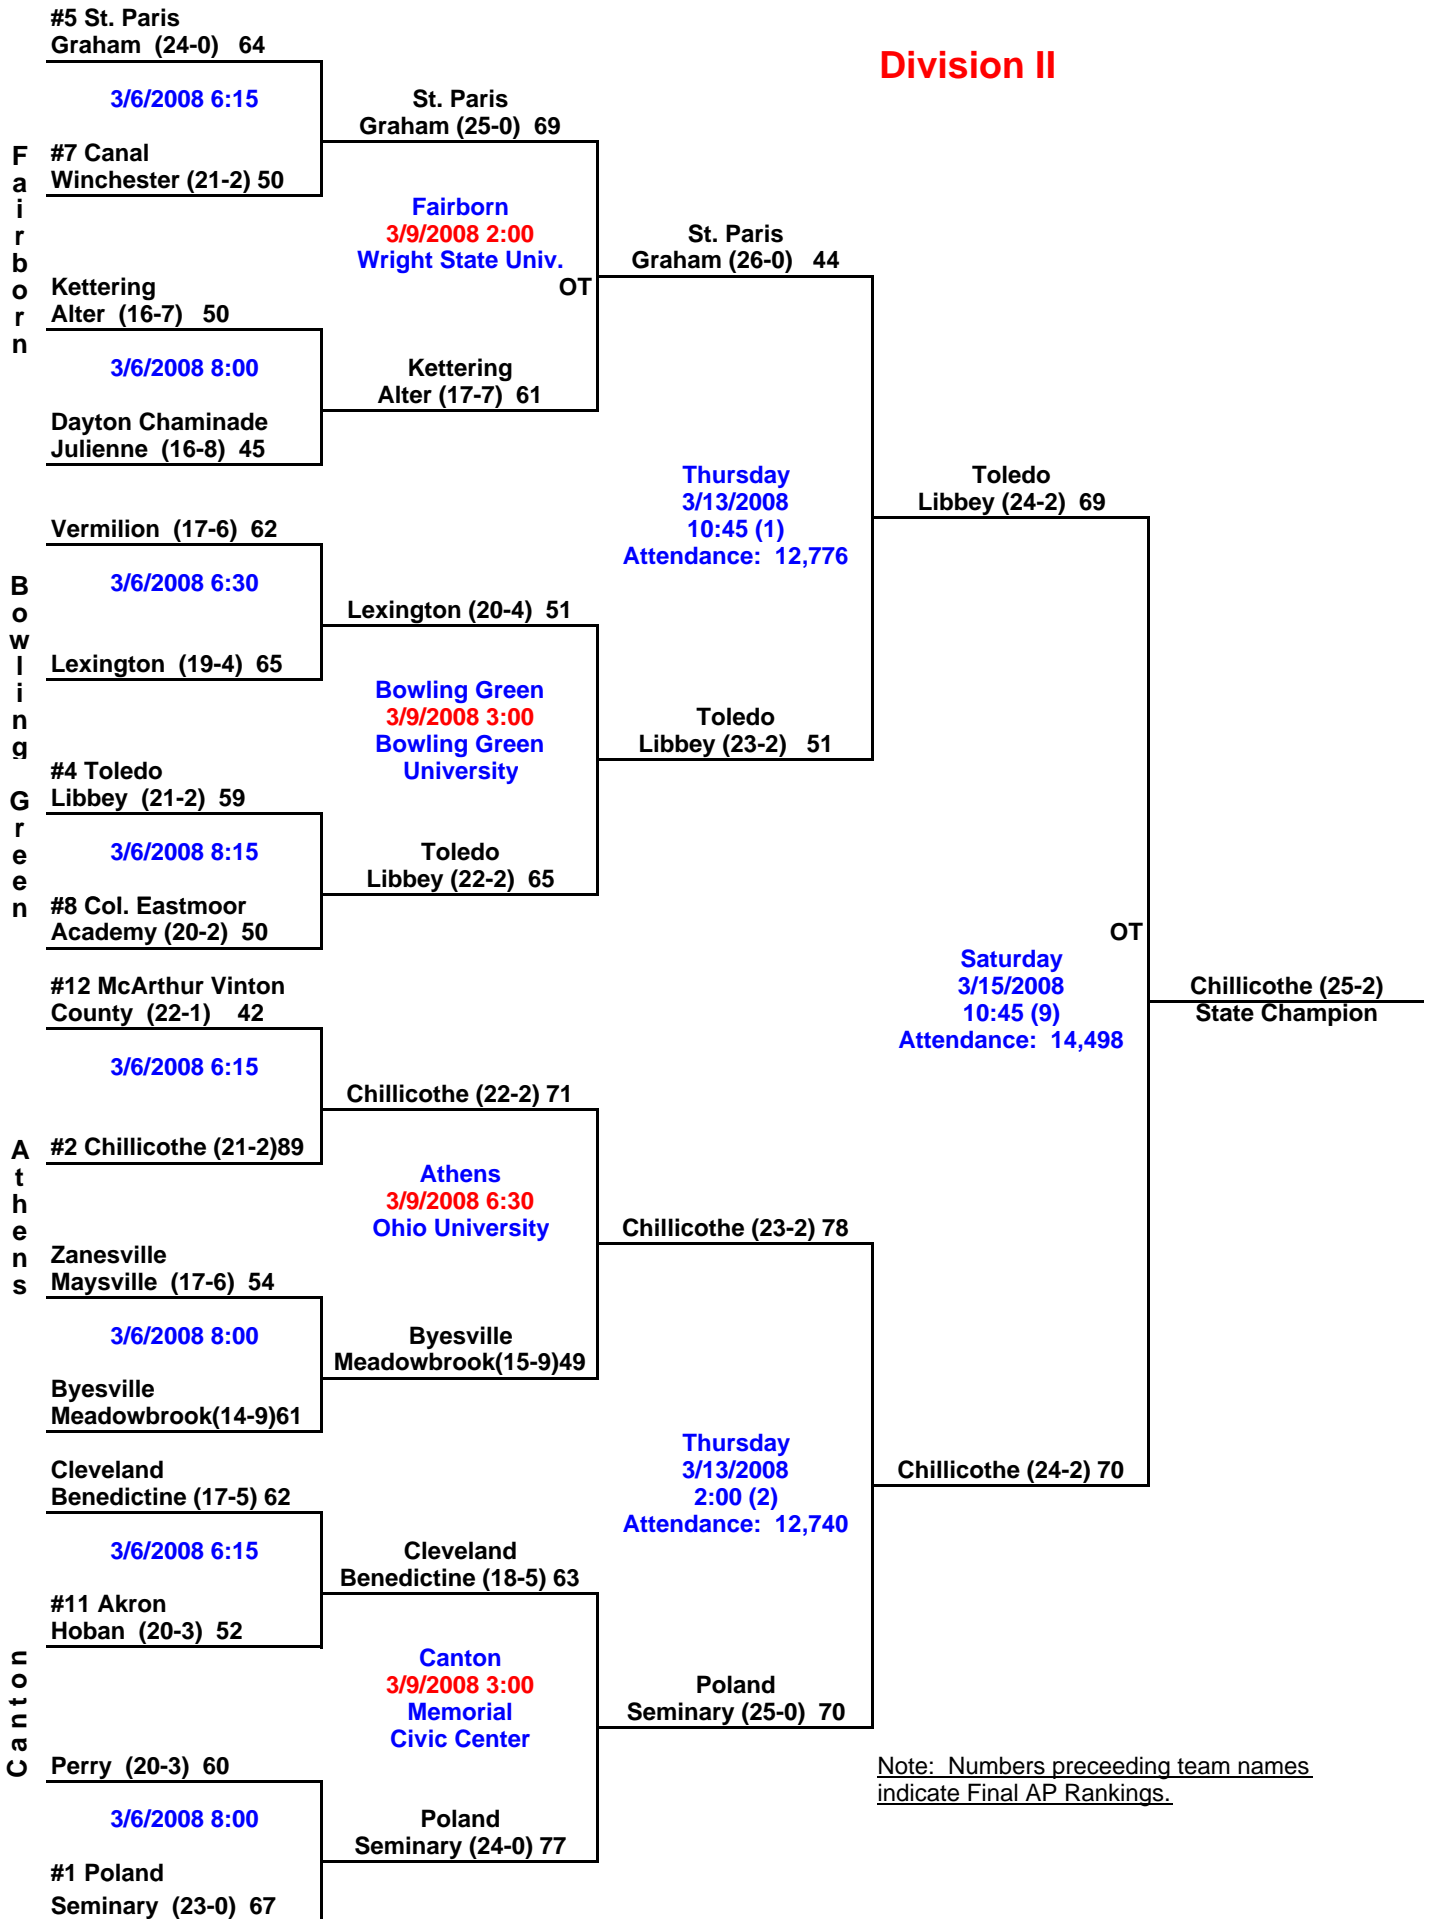 #5 St. Paris
Graham (24-0) 64
Division II
3/6/2008 6:15
St. Paris
Graham (25-0) 69
#7 Canal
Winchester (21-2) 50
Fairborn
Fairborn
3/9/2008 2:00
Wright State Univ.
OT
St. Paris
Graham (26-0) 44
Kettering
Alter (16-7) 50
3/6/2008 8:00
Kettering
Alter (17-7) 61
Dayton Chaminade
Julienne (16-8) 45
Thursday
3/13/2008
10:45 (1)
Attendance: 12,776
Toledo
Libbey (24-2) 69
Vermilion (17-6) 62
3/6/2008 6:30
Lexington (20-4) 51
Lexington (19-4) 65
Bowling Green
Bowling Green
3/9/2008 3:00
Bowling Green
University
Toledo
Libbey (23-2) 51
#4 Toledo
Libbey (21-2) 59
3/6/2008 8:15
Toledo
Libbey (22-2) 65
#8 Col. Eastmoor
Academy (20-2) 50
OT
Saturday
3/15/2008
10:45 (9)
Attendance: 14,498
Chillicothe (25-2)
State Champion
#12 McArthur Vinton
County (22-1) 42
3/6/2008 6:15
Chillicothe (22-2) 71
#2 Chillicothe (21-2)89
Athens
Athens
3/9/2008 6:30
Ohio University
Chillicothe (23-2) 78
Zanesville
Maysville (17-6) 54
3/6/2008 8:00
Byesville
Meadowbrook(15-9)49
Byesville
Meadowbrook(14-9)61
Thursday
3/13/2008
2:00 (2)
Attendance: 12,740
Chillicothe (24-2) 70
Cleveland
Benedictine (17-5) 62
3/6/2008 6:15
Cleveland
Benedictine (18-5) 63
#11 Akron
Hoban (20-3) 52
Canton
Canton
3/9/2008 3:00
Memorial
Civic Center
Poland
Seminary (25-0) 70
Perry (20-3) 60
3/6/2008 8:00
Poland
Seminary (24-0) 77
#1 Poland
Seminary (23-0) 67
Note: Numbers preceeding team names
indicate Final AP Rankings.